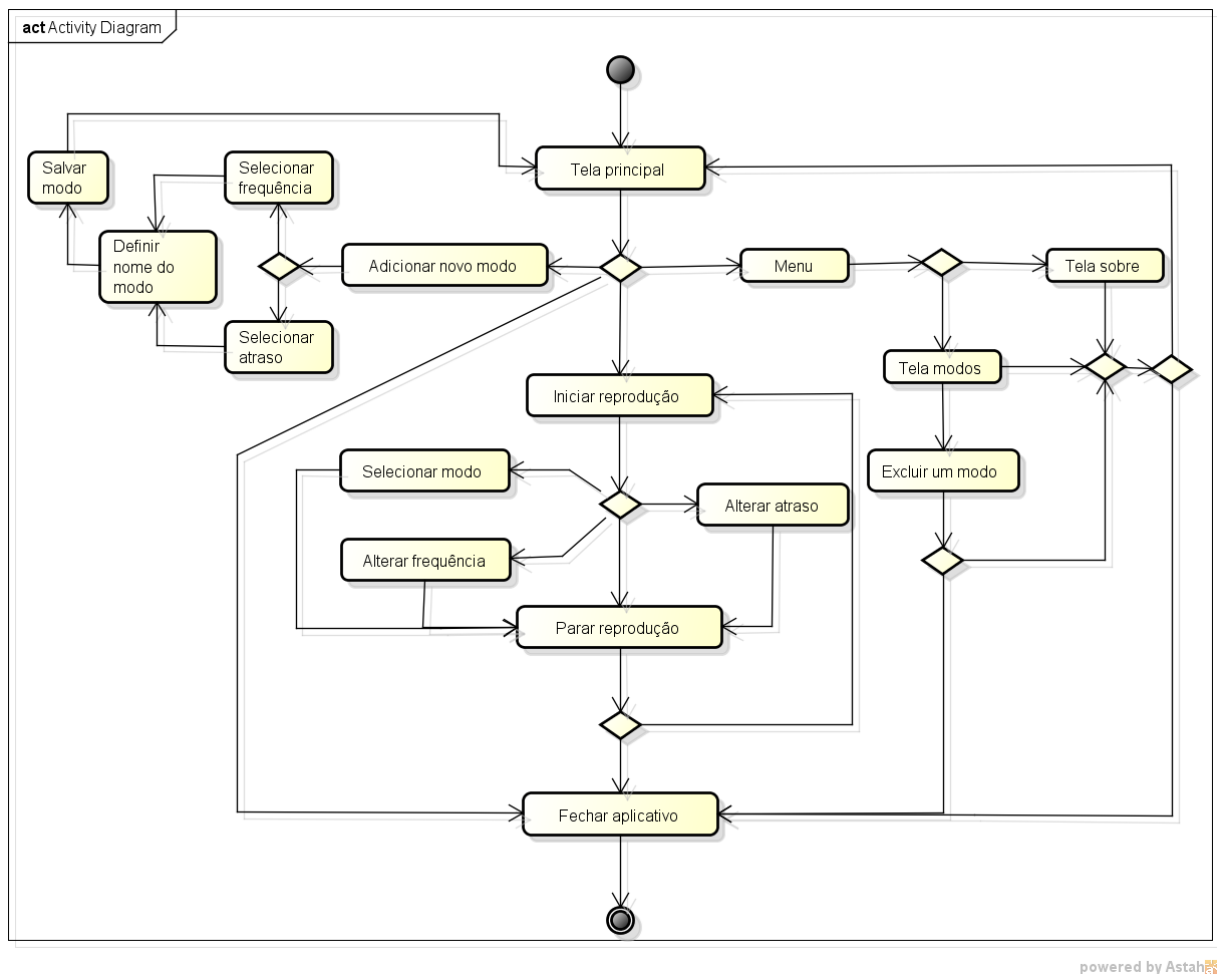 act Activity Diagram
Tela principal
Salvar
modo
Selecionar
frequência
Definir
nome do
modo
Adicionar novo modo
Menu
Tela sobre
Selecionar
atraso
Tela modos
Iniciar reprodução
Selecionar modo
Excluir um modo
Alterar atraso
Alterar frequência
Parar reprodução
Fechar aplicativo
powered by Astah